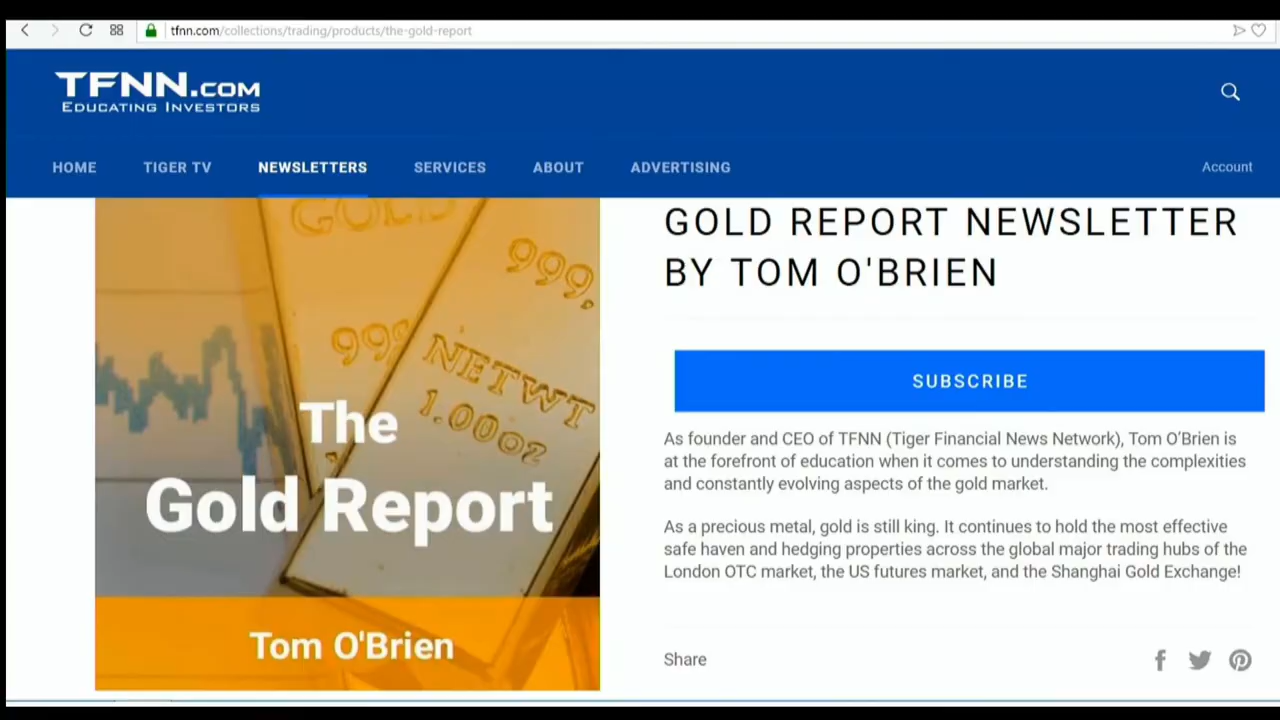 tfnn.com/collections/trading/products/the-gold-report
TFNN.COM
EDUCATING INVESTORS
HOME
TIGER TV
NEWSLETTERS
SERVICES
ABOUT
ADVERTISING
Account
GOLD
999,
999
NETWT
1.00oz
The
Gold Report
Tom O'Brien
GOLD REPORT NEWSLETTER
BY TOM O'BRIEN
SUBSCRIBE
As founder and CEO of TFNN (Tiger Financial News Network), Tom O'Brien is
at the forefront of education when it comes to understanding the complexities
and constantly evolving aspects of the gold market.
As a precious metal, gold is still king. It continues to hold the most effective
safe haven and hedging properties across the global major trading hubs of the
London OTC market, the US futures market, and the Shanghai Gold Exchange!
Share